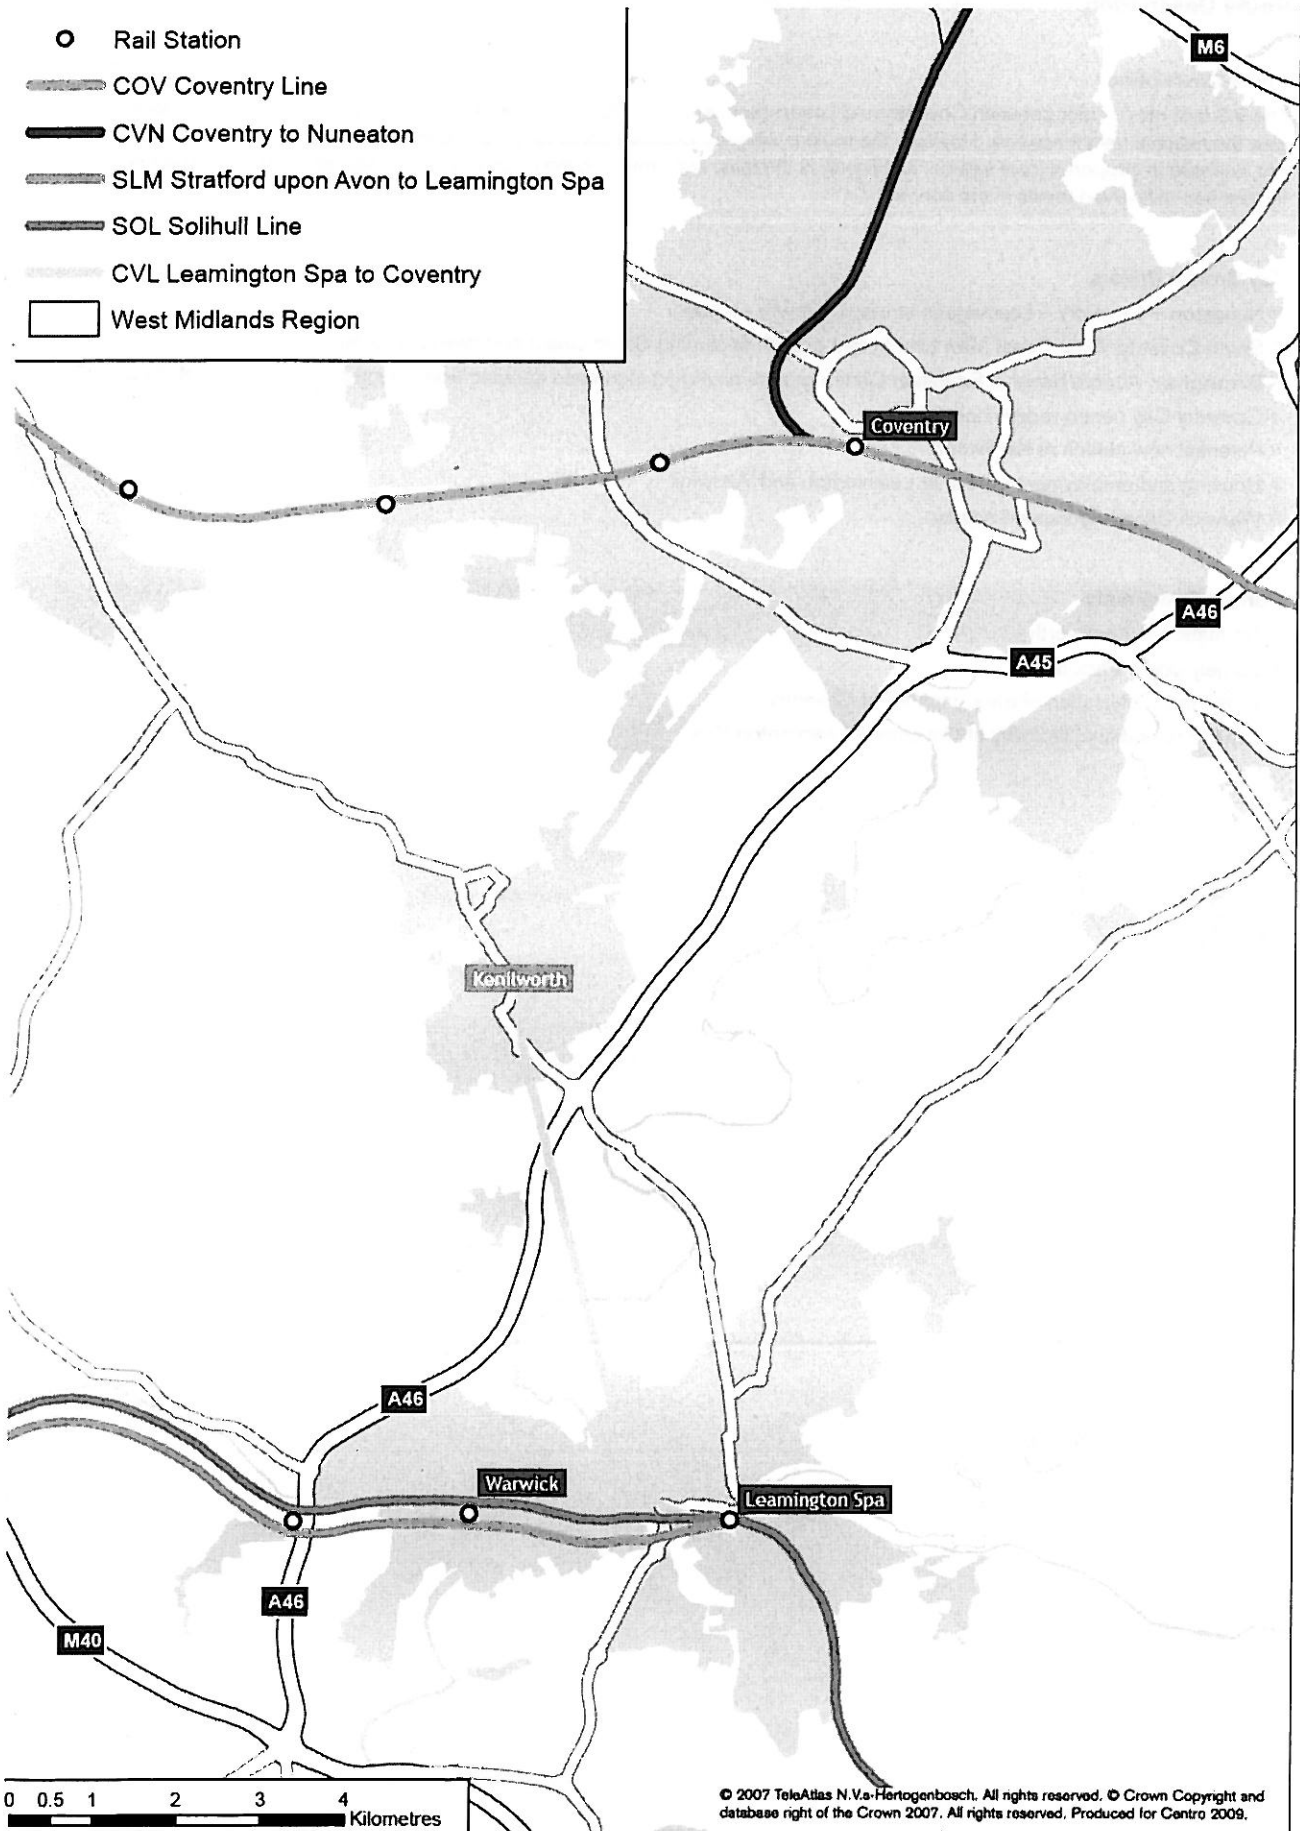 Rail Station
COV Coventry Line
CVN Coventry to Nuneaton
SLM Stratford upon Avon to Leamington Spa
SOL Solihull Line
CVL Leamington Spa to Coventry
West Midlands Region
M6
Coventry
A46
A45
Kenilworth
A46
Warwick
Leamington Spa
A46
M40
0 0.5 1 2 3 4
Kilometres
© 2007 TeleAtlas N.V.s-Hertogenbosch. All rights reserved. © Crown Copyright and
database right of the Crown 2007. All rights reserved. Produced for Centro 2009.